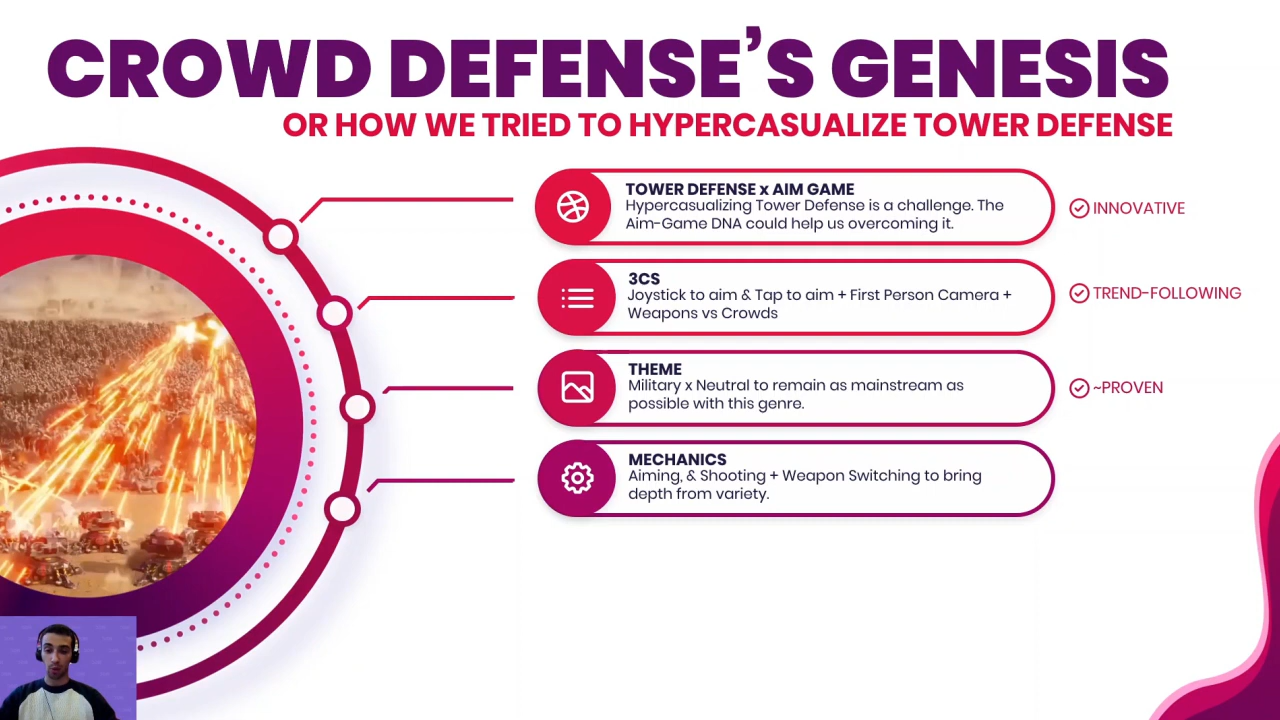 CROWD DEFENSE’S GENESIS
OR HOW WE TRIED TO HYPERCASUALIZE TOWER DEFENSE
TOWER DEFENSE x AIM GAME
Hypercasualizing Tower Defense is a challenge. The
Aim-Game DNA could help us overcoming it.
INNOVATIVE
3CS
Joystick to aim & Tap to aim + First Person Camera +
Weapons vs Crowds
TREND-FOLLOWING
THEME
Military x Neutral to remain as mainstream as
possible with this genre.
~PROVEN
MECHANICS
Aiming, & Shooting + Weapon Switching to bring
depth from variety.